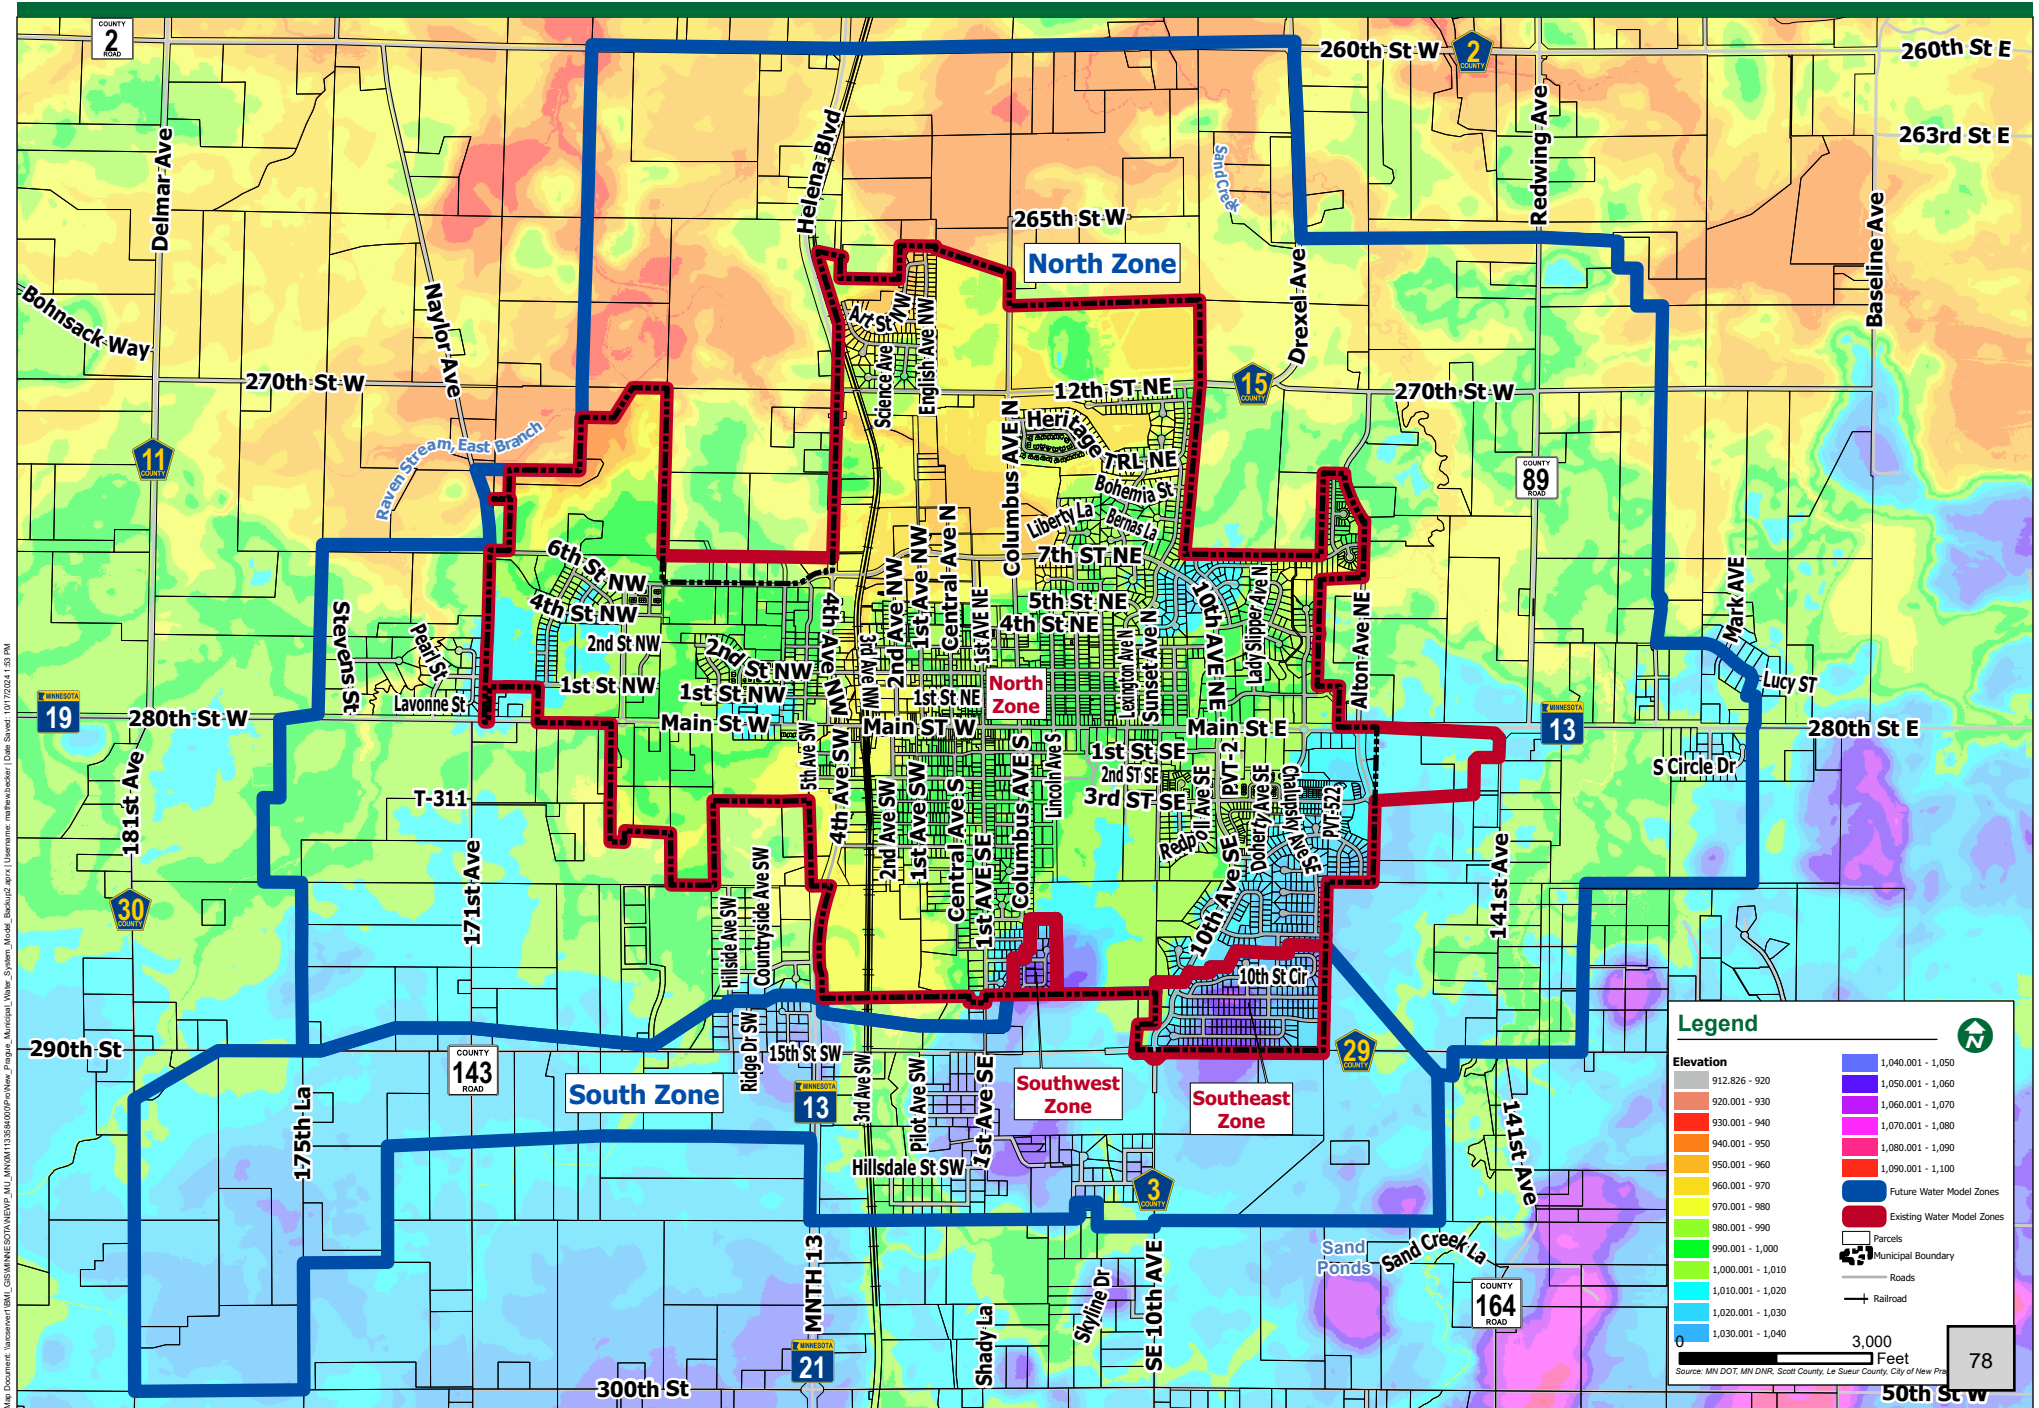 COUNTY
2
ROAD
260th St W
2
COUNTY
260th St E
263rd St E
Delmar Ave
Helena Blvd
Sand Creek
Redwing Ave
Baseline Ave
265th St W
North Zone
Bohnsack Way
Naylor Ave
270th St W
Art St
NW
Science Ave
English Ave NW
Drexel Ave
15
COUNTY
270th St W
12th ST NE
Heritage
TRL NE
Columbus AVE N
11
COUNTY
Raven Stream, East Branch
COUNTY
89
ROAD
Bohemia St
Liberty La
Bernas La
7th ST NE
6th St NW
4th St NW
2nd St NW
2nd St NW
1st St NW
1st St NW
Stevens St
Pearl St
Lavonne St
4th Ave NW
3rd Ave NW
2nd Ave NW
1st Ave NW
Central Ave N
1st AVE NE
5th St NE
4th St NE
Lexington Ave N
Sunset Ave N
10th AVE NE
Lady Slipper Ave N
Alton Ave NE
Mark AVE
Lucy ST
North
Zone
1st St NE
MINNESOTA
19
280th St W
Main St W
Main ST W
Main St E
MINNESOTA
13
280th St E
S Circle Dr
181st Ave
T-311
171st Ave
5th Ave SW
4th Ave SW
2nd Ave SW
1st Ave SW
Central Ave S
1st AVE SE
Columbus AVE S
Lincoln Ave S
1st St SE
2nd ST SE
3rd ST SE
Redpoll Ave SE
PVT-2
Doherty Ave SE
Chalupsky Ave SE
PVT-522
10th Ave SE
141st Ave
30
COUNTY
Hillside Ave SW
Countryside Ave SW
10th St Cir
290th St
COUNTY
143
ROAD
Ridge Dr SW
15th St SW
South Zone
MINNESOTA
13
3rd Ave SW
Pilot Ave SW
1st Ave SE
Southwest
Zone
Southeast
Zone
29
COUNTY
175th La
Hillsdale St SW
3
COUNTY
141st Ave
Sand
Ponds
Sand Creek La
COUNTY
164
ROAD
MNTH 13
MINNESOTA
21
300th St
Shady La
Skyline Dr
SE 10th AVE
50th St W
Legend
N
Elevation
912.826 - 920
920.001 - 930
930.001 - 940
940.001 - 950
950.001 - 960
960.001 - 970
970.001 - 980
980.001 - 990
990.001 - 1,000
1,000.001 - 1,010
1,010.001 - 1,020
1,020.001 - 1,030
1,030.001 - 1,040
1,040.001 - 1,050
1,050.001 - 1,060
1,060.001 - 1,070
1,070.001 - 1,080
1,080.001 - 1,090
1,090.001 - 1,100
Future Water Model Zones
Existing Water Model Zones
Parcels
Municipal Boundary
Roads
Railroad
0 3,000
Feet
Source: MN DOT, MN DNR, Scott County, Le Sueur County, City of New Pra
78